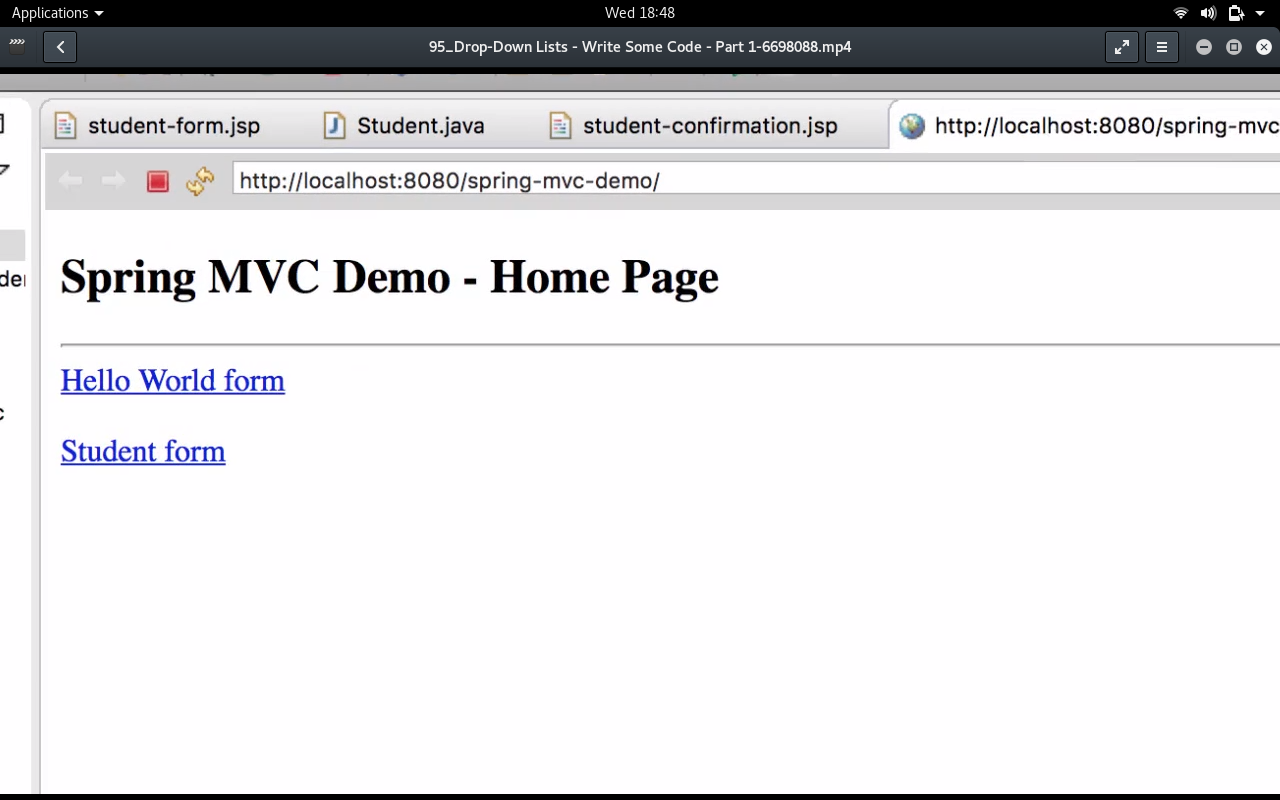 Applications Wed 18:48
95_Drop-Down Lists - Write Some Code - Part 1-6698088.mp4
student-form.jsp Student.java student-confirmation.jsp http://localhost:8080/spring-mvc
http://localhost:8080/spring-mvc-demo/
Spring MVC Demo - Home Page
Hello World form
Student form